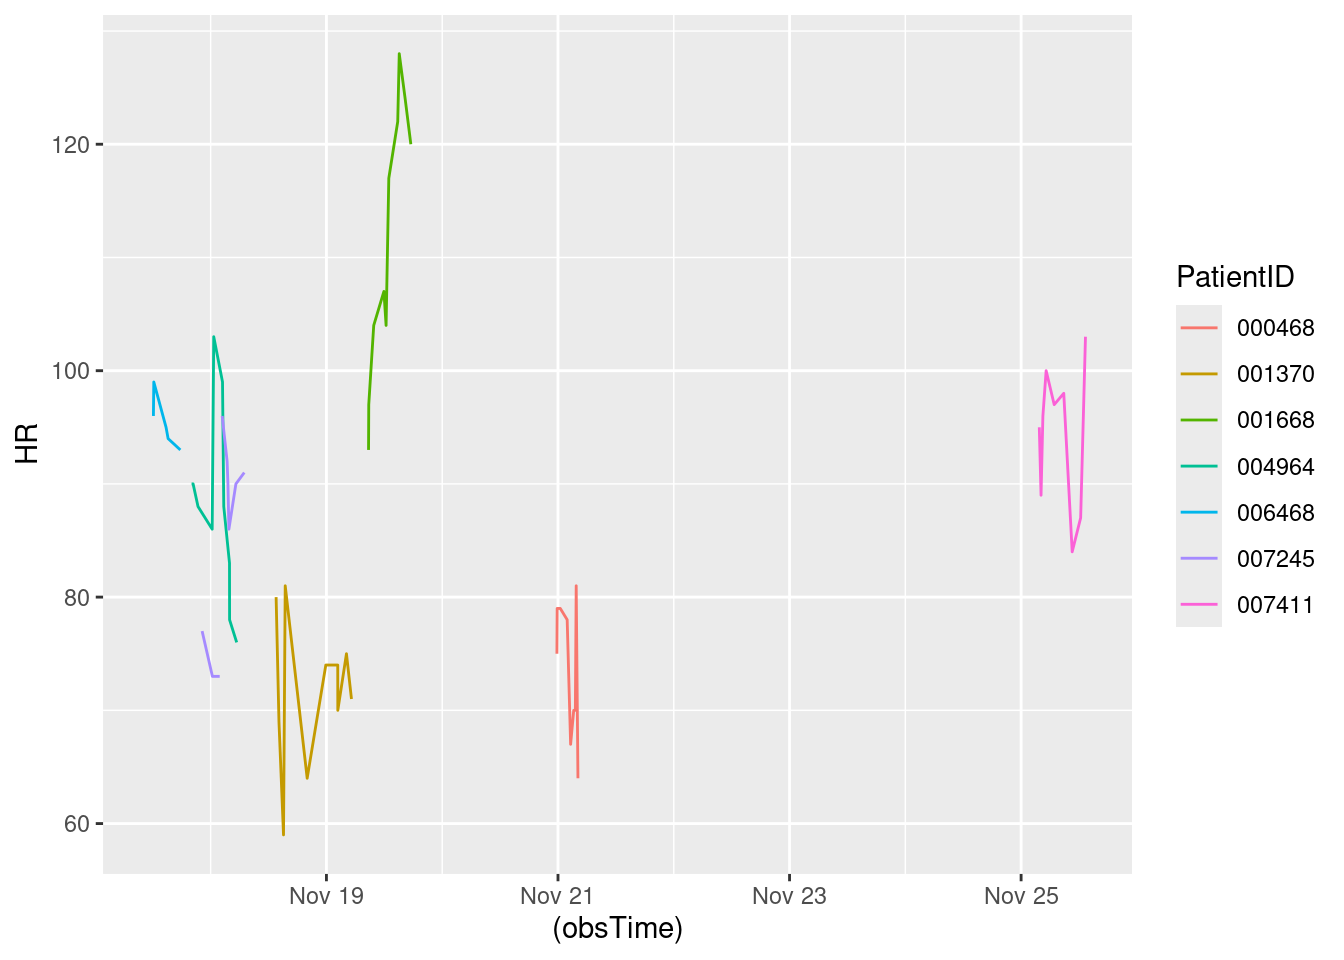 120
100
80
60
HR
Nov 19
Nov 21
Nov 23
Nov 25
(obsTime)
PatientID
000468
001370
001668
004964
006468
007245
007411